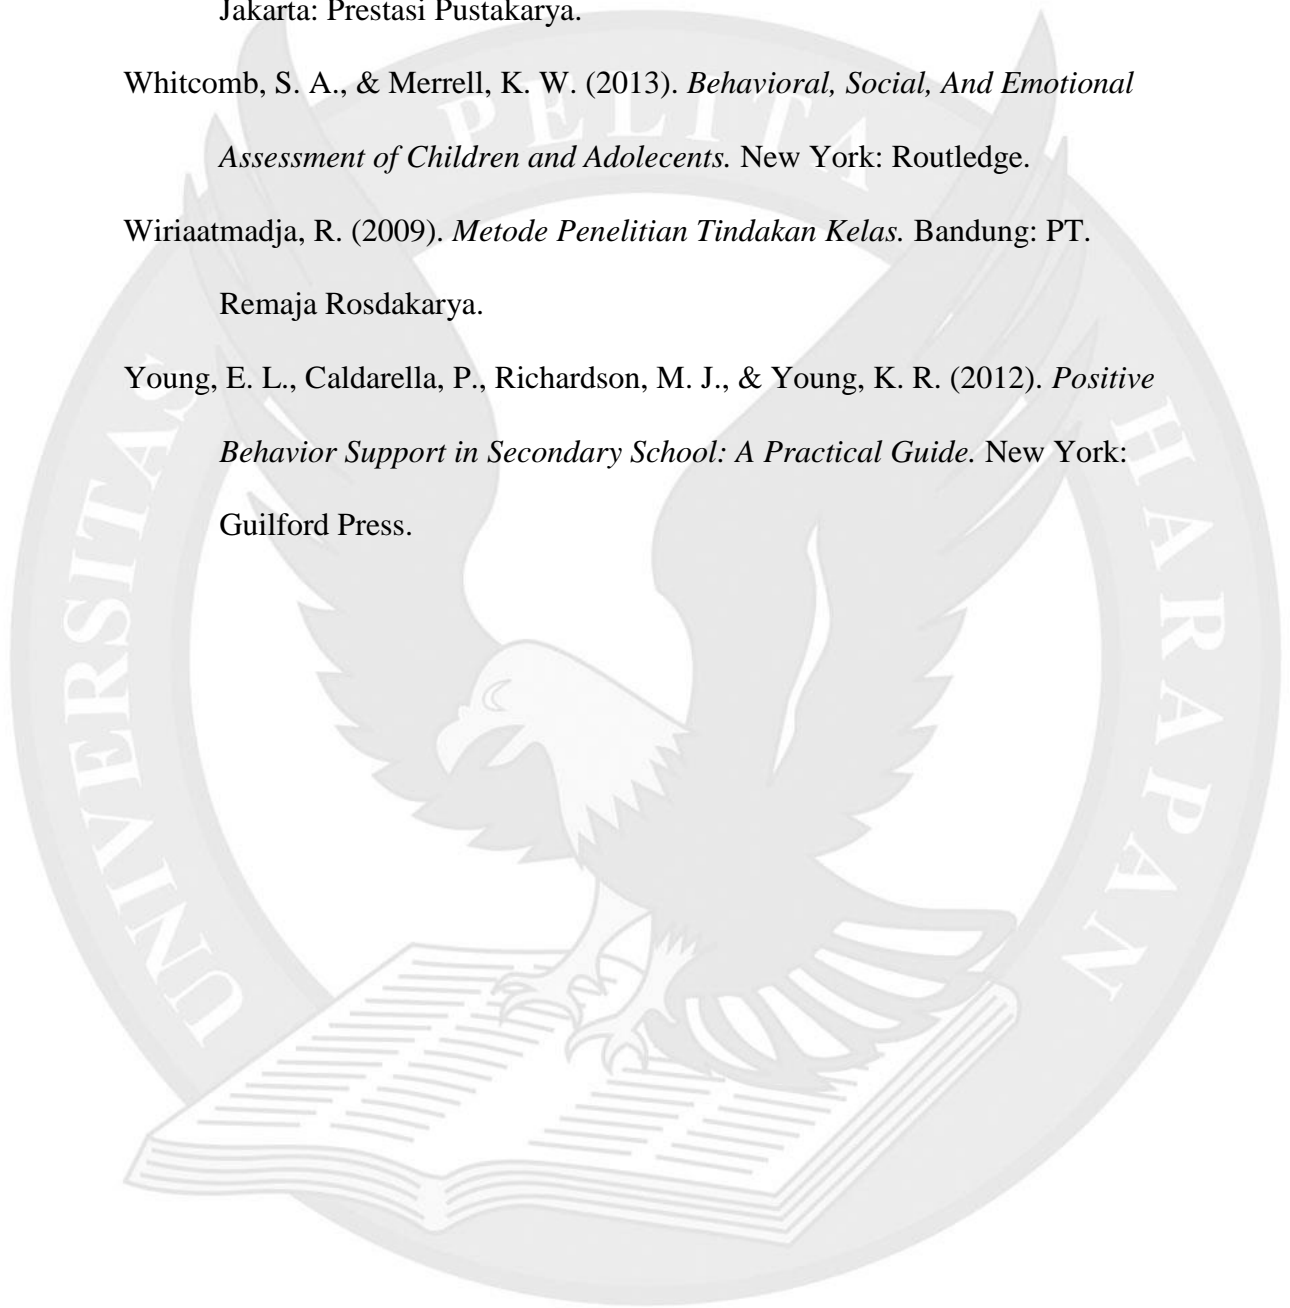 Jakarta: Prestasi Pustakarya.
Whitcomb, S. A., & Merrell, K. W. (2013). Behavioral, Social, And Emotional
Assessment of Children and Adolecents. New York: Routledge.
Wiriaatmadja, R. (2009). Metode Penelitian Tindakan Kelas. Bandung: PT.
Remaja Rosdakarya.
Young, E. L., Caldarella, P., Richardson, M. J., & Young, K. R. (2012). Positive
Behavior Support in Secondary School: A Practical Guide. New York:
Guilford Press.
UNIVERSITAS PELITA HARAPAN